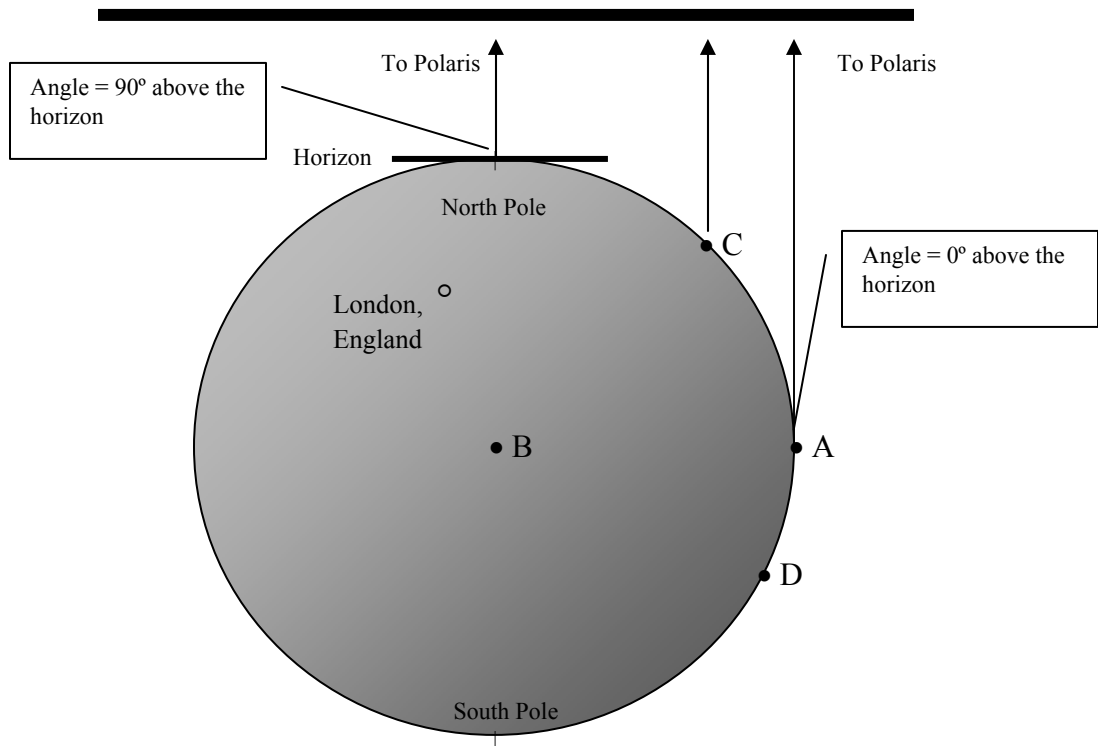 To Polaris
To Polaris
Angle = 90º above the
horizon
Horizon
North Pole
C
Angle = 0º above the
horizon
London,
England
B
A
D
South Pole